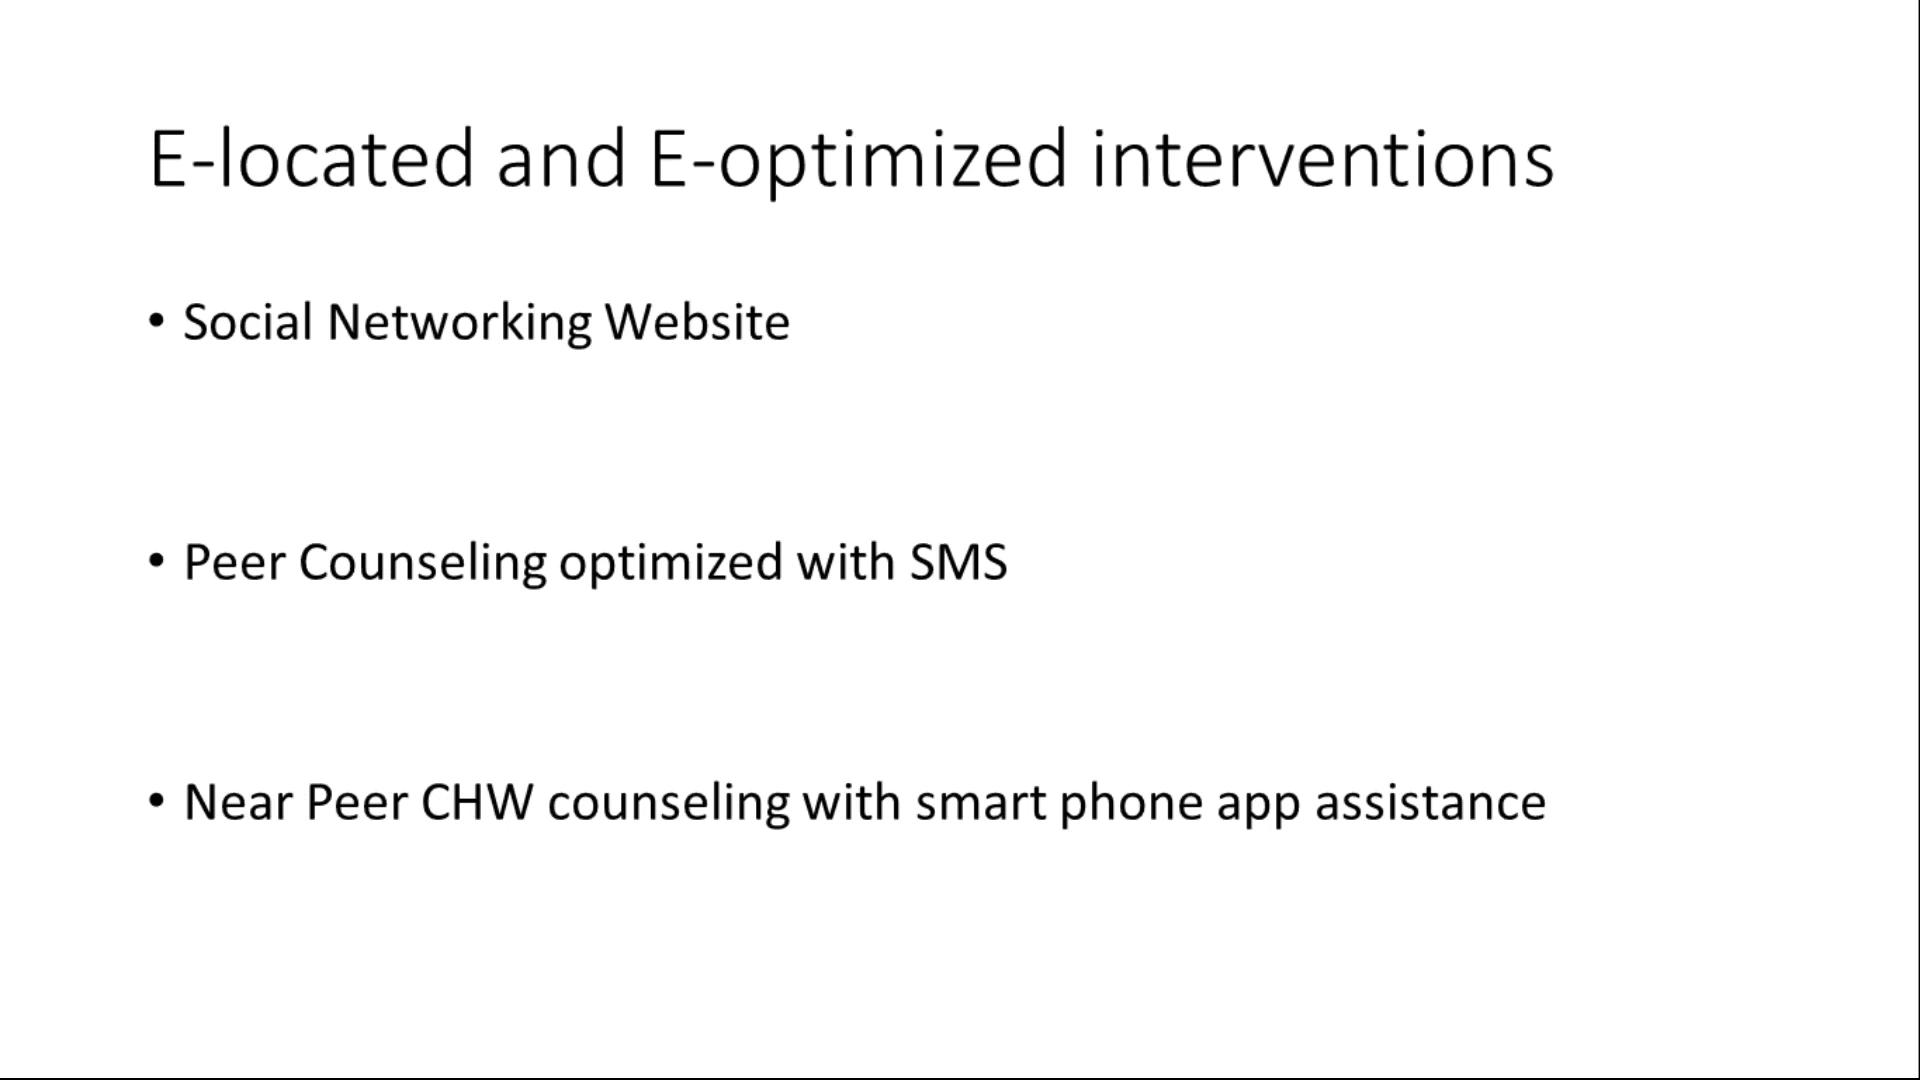 E-located and E-optimized interventions
• Social Networking Website
• Peer Counseling optimized with SMS
• Near Peer CHW counseling with smart phone app assistance